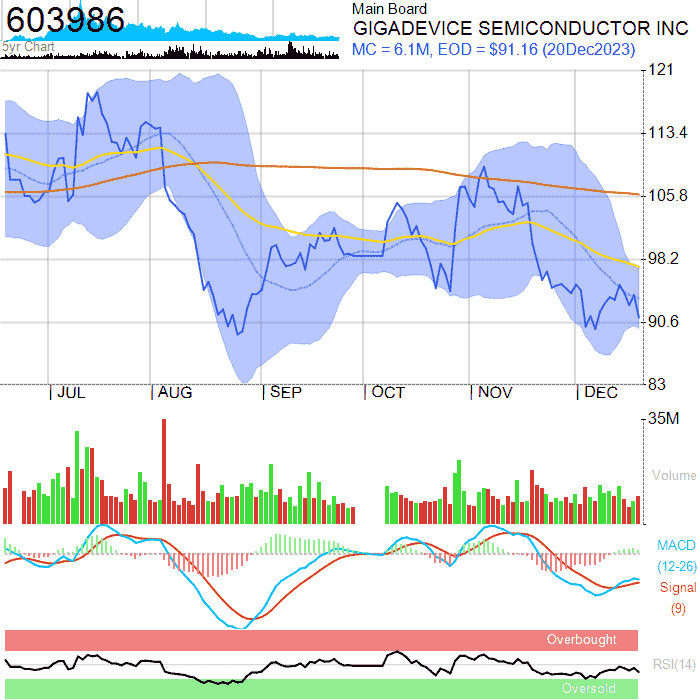 603986
5yr Chart
Main Board
GIGADEVICE SEMICONDUCTOR INC
MC = 6.1M, EOD = $91.16 (20Dec2023)
121
113.4
105.8
98.2
90.6
83
JUL
AUG
SEP
OCT
NOV
DEC
35M
Volume
MACD
(12-26)
Signal
(9)
Overbought
RSI(14)
Oversold